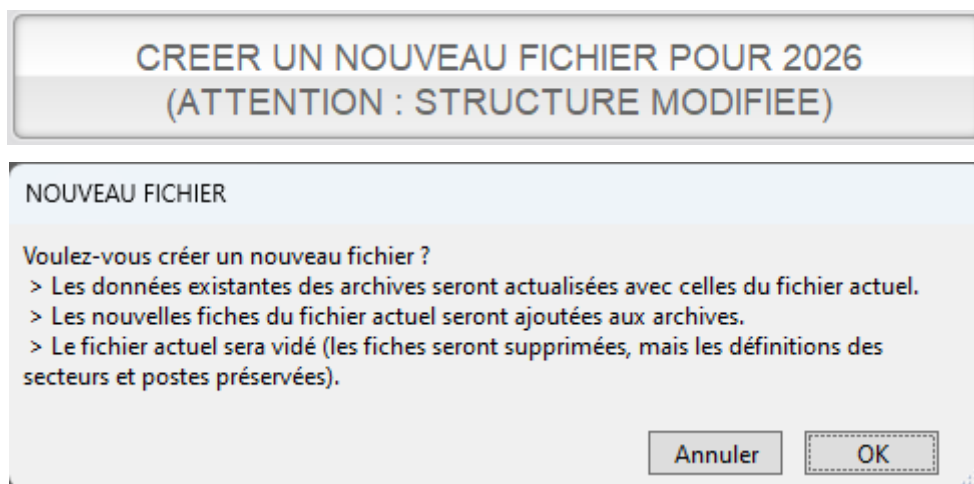 CREER UN NOUVEAU FICHIER POUR 2026
(ATTENTION : STRUCTURE MODIFIEE)
NOUVEAU FICHIER
Voulez-vous créer un nouveau fichier ?
> Les données existantes des archives seront actualisées avec celles du fichier actuel.
> Les nouvelles fiches du fichier actuel seront ajoutées aux archives.
> Le fichier actuel sera vidé (les fiches seront supprimées, mais les définitions des
secteurs et postes préservées).
Annuler OK